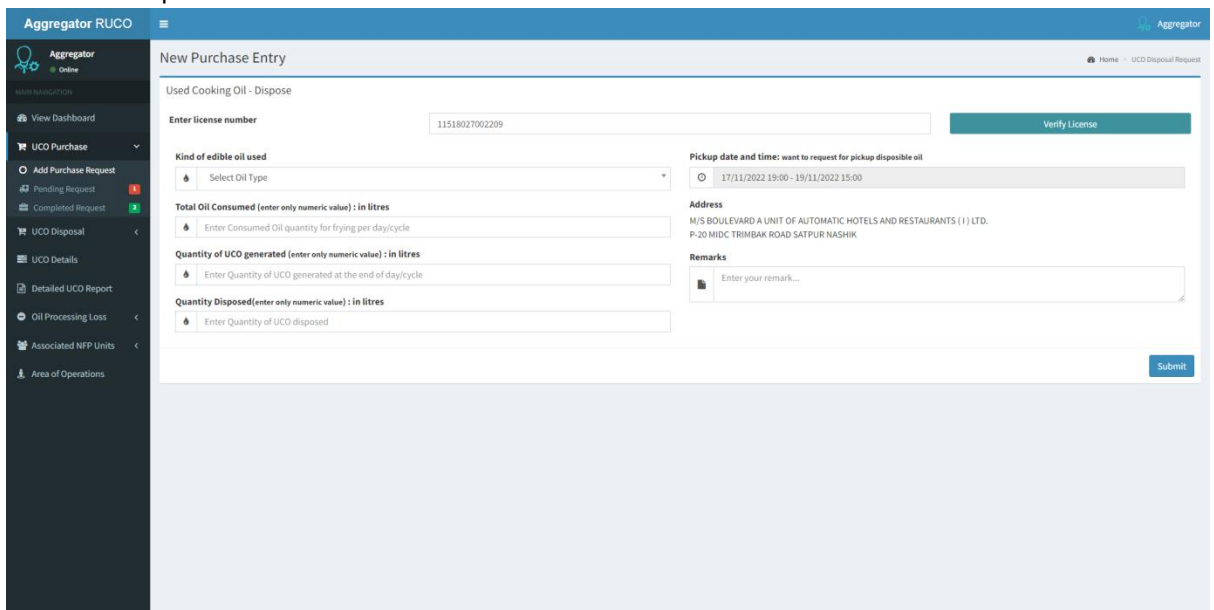 Aggregator RUCO
Aggregator
Aggregator
Online
MAIN NAVIGATION
View Dashboard
UCO Purchase
Add Purchase Request
Pending Request 1
Completed Request
UCO Disposal
UCO Details
Detailed UCO Report
Oil Processing Loss
Associated NFP Units
Area of Operations
New Purchase Entry
Home
UCO Disposal Request
Used Cooking Oil - Dispose
Enter license number
11518027002209
Verify License
Kind of edible oil used
Select Oil Type
Total Oil Consumed (enter only numeric value) : in litres
Enter Consumed Oil quantity for frying per day/cycle
Quantity of UCO generated (enter only numeric value) : in litres
Enter Quantity of UCO generated at the end of day/cycle
Quantity Disposed(enter only numeric value) : in litres
Enter Quantity of UCO disposed
Pickup date and time: want to request for pickup disposible oil
17/11/2022 19:00 - 19/11/2022 15:00
Address
M/S BOULEVARD A UNIT OF AUTOMATIC HOTELS AND RESTAURANTS ( I ) LTD.
P-20 MIDC TRIMBAK ROAD SATPUR NASHIK
Remarks
Enter your remark...
Submit